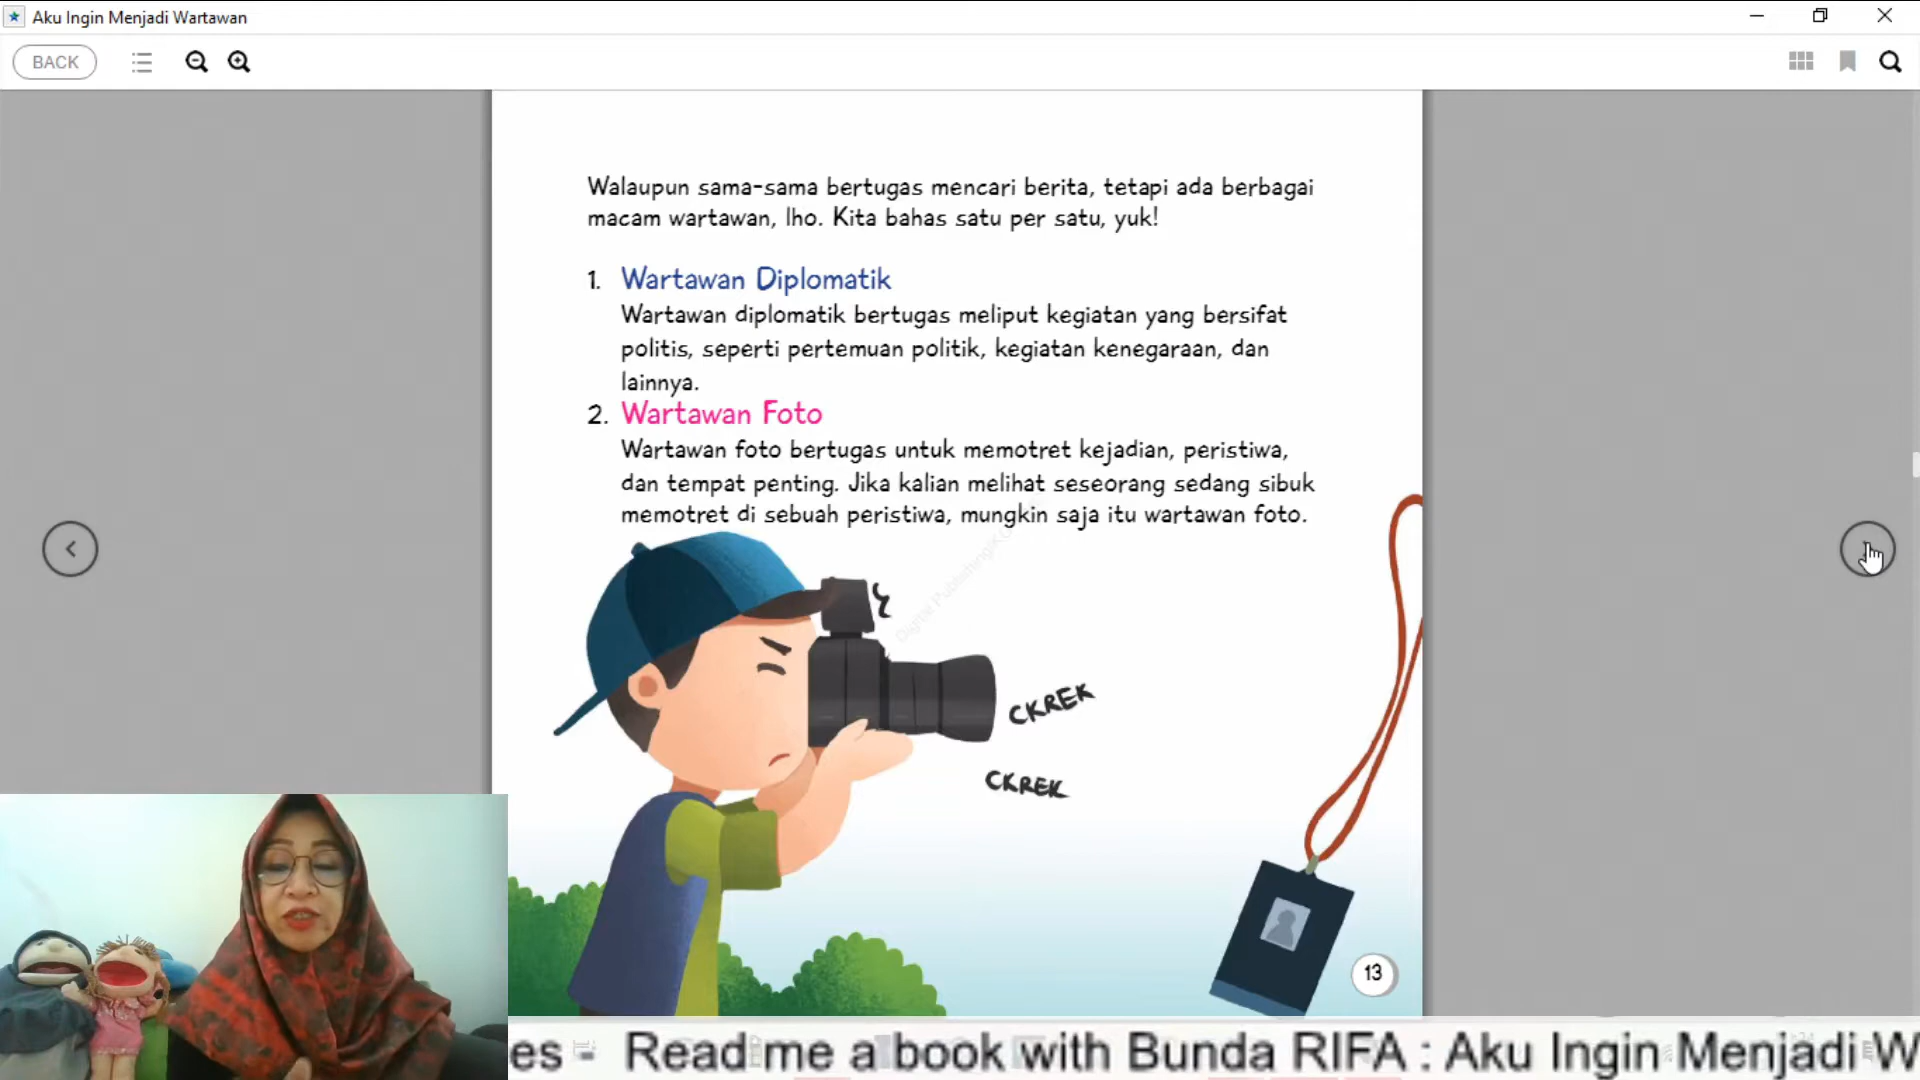 Aku Ingin Menjadi Wartawan
BACK
Walaupun sama-sama bertugas mencari berita, tetapi ada berbagai
macam wartawan, lho. Kita bahas satu per satu, yuk!
1. Wartawan Diplomatik
Wartawan diplomatik bertugas meliput kegiatan yang bersifat
politis, seperti pertemuan politik, kegiatan kenegaraan, dan
lainnya.
2. Wartawan Foto
Wartawan foto bertugas untuk memotret kejadian, peristiwa,
dan tempat penting. Jika kalian melihat seseorang sedang sibuk
memotret di sebuah peristiwa, mungkin saja itu wartawan foto.
CKREK
CKREK
13
es - Read me a book with Bunda RIFA : Aku Ingin Menjadi W